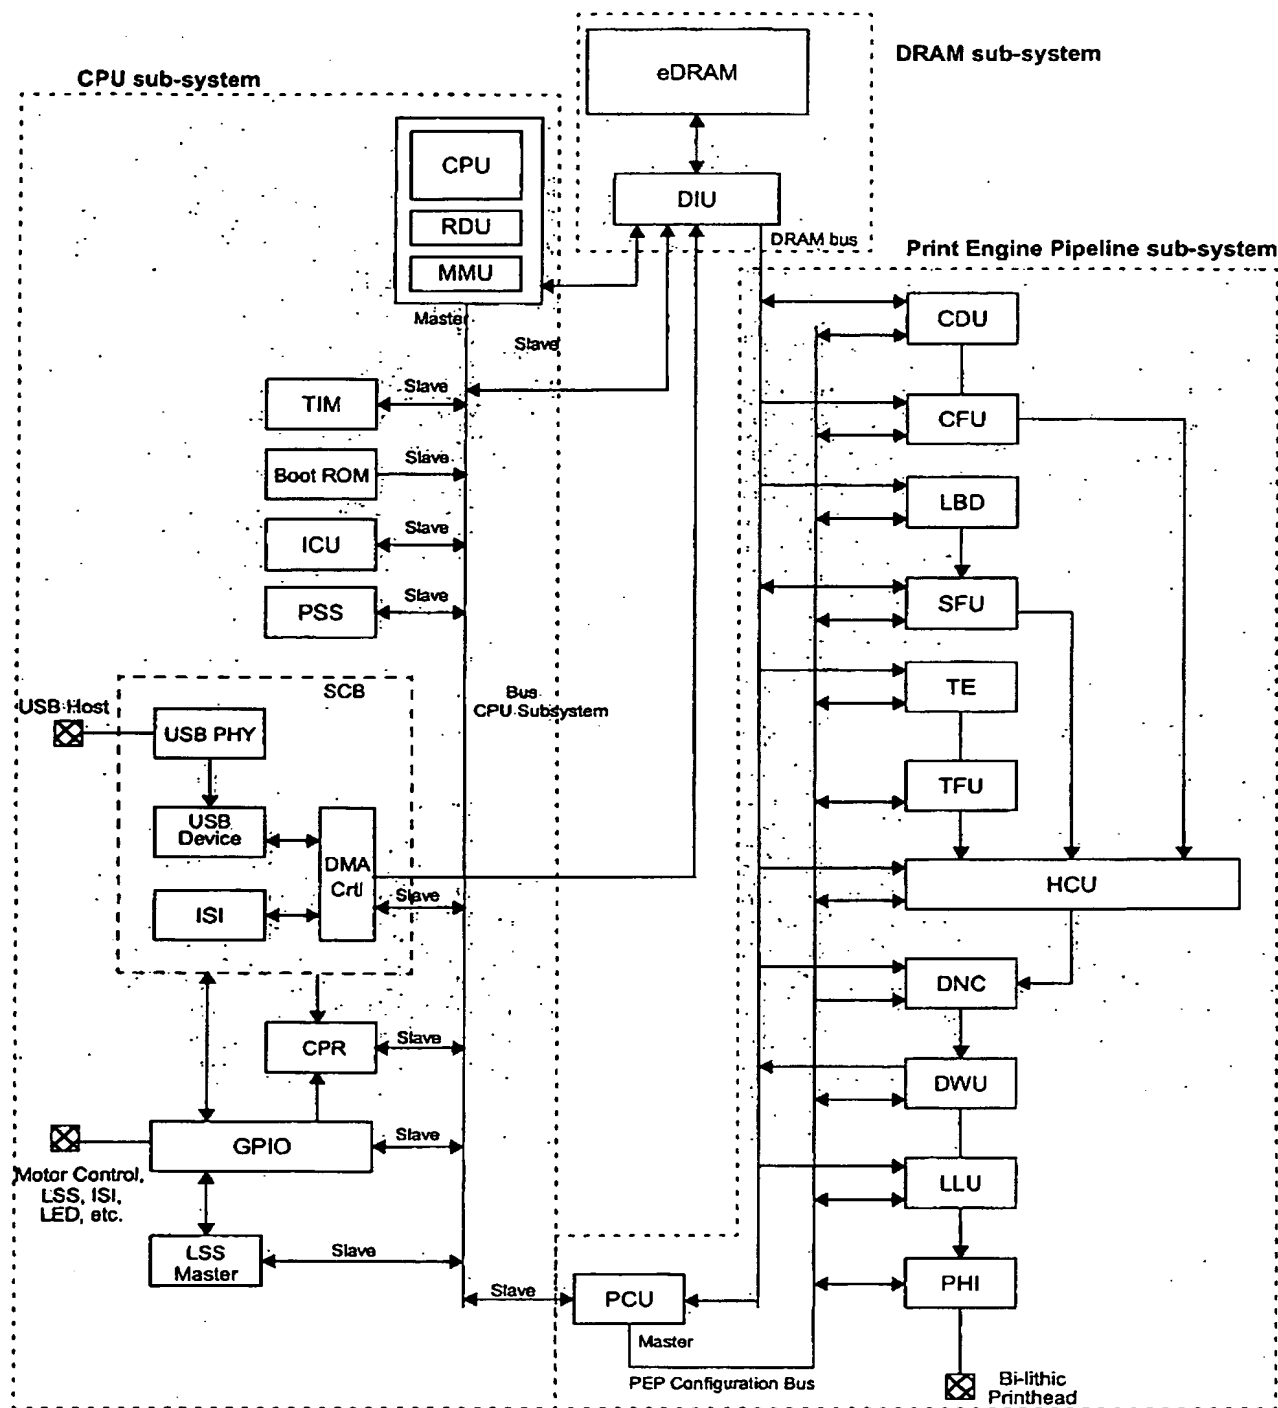 DRAM sub-system
CPU sub-system
eDRAM
CPU
RDU
MMU
DIU
DRAM bus
Print Engine Pipeline sub-system
Master
Slave
CDU
TIM
Slave
CFU
Boot ROM
Slave
LBD
ICU
Slave
PSS
Slave
SFU
TE
SCB
Bus
CPU Subsystem
USB Host
USB PHY
TFU
USB
Device
DMA
Crtl
Slave
HCU
ISI
DNC
CPR
Slave
DWU
GPIO
Slave
Motor Control,
LSS, ISI,
LED, etc.
LLU
LSS
Master
Slave
Slave
PCU
PHI
Master
PEP Configuration Bus
Bi-lithic
Printhead